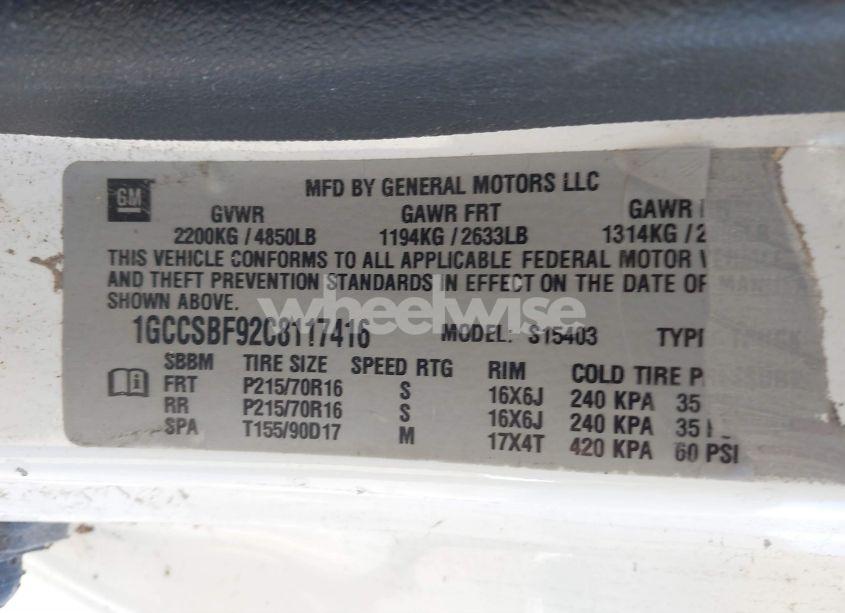 GM
MFD BY GENERAL MOTORS LLC
GVWR GAWR FRT GAWR
2200KG / 4850LB 1194KG / 2633LB 1314KG / 2
THIS VEHICLE CONFORMS TO ALL APPLICABLE FEDERAL MOTOR
AND THEFT PREVENTION STANDARDS IN EFFECT ON THE DATE OF
SHOWN ABOVE.
wheelwise
1GCCSBF92C8117416 MODEL: S15403
SBBM TIRE SIZE SPEED RTG RIM COLD TIRE
FRT P215/70R16 S 16X6J 240 KPA 35
RR P215/70R16 S 16X6J 240 KPA 35
SPA T155/90D17 M 17X4T 420 KPA 60 PSI